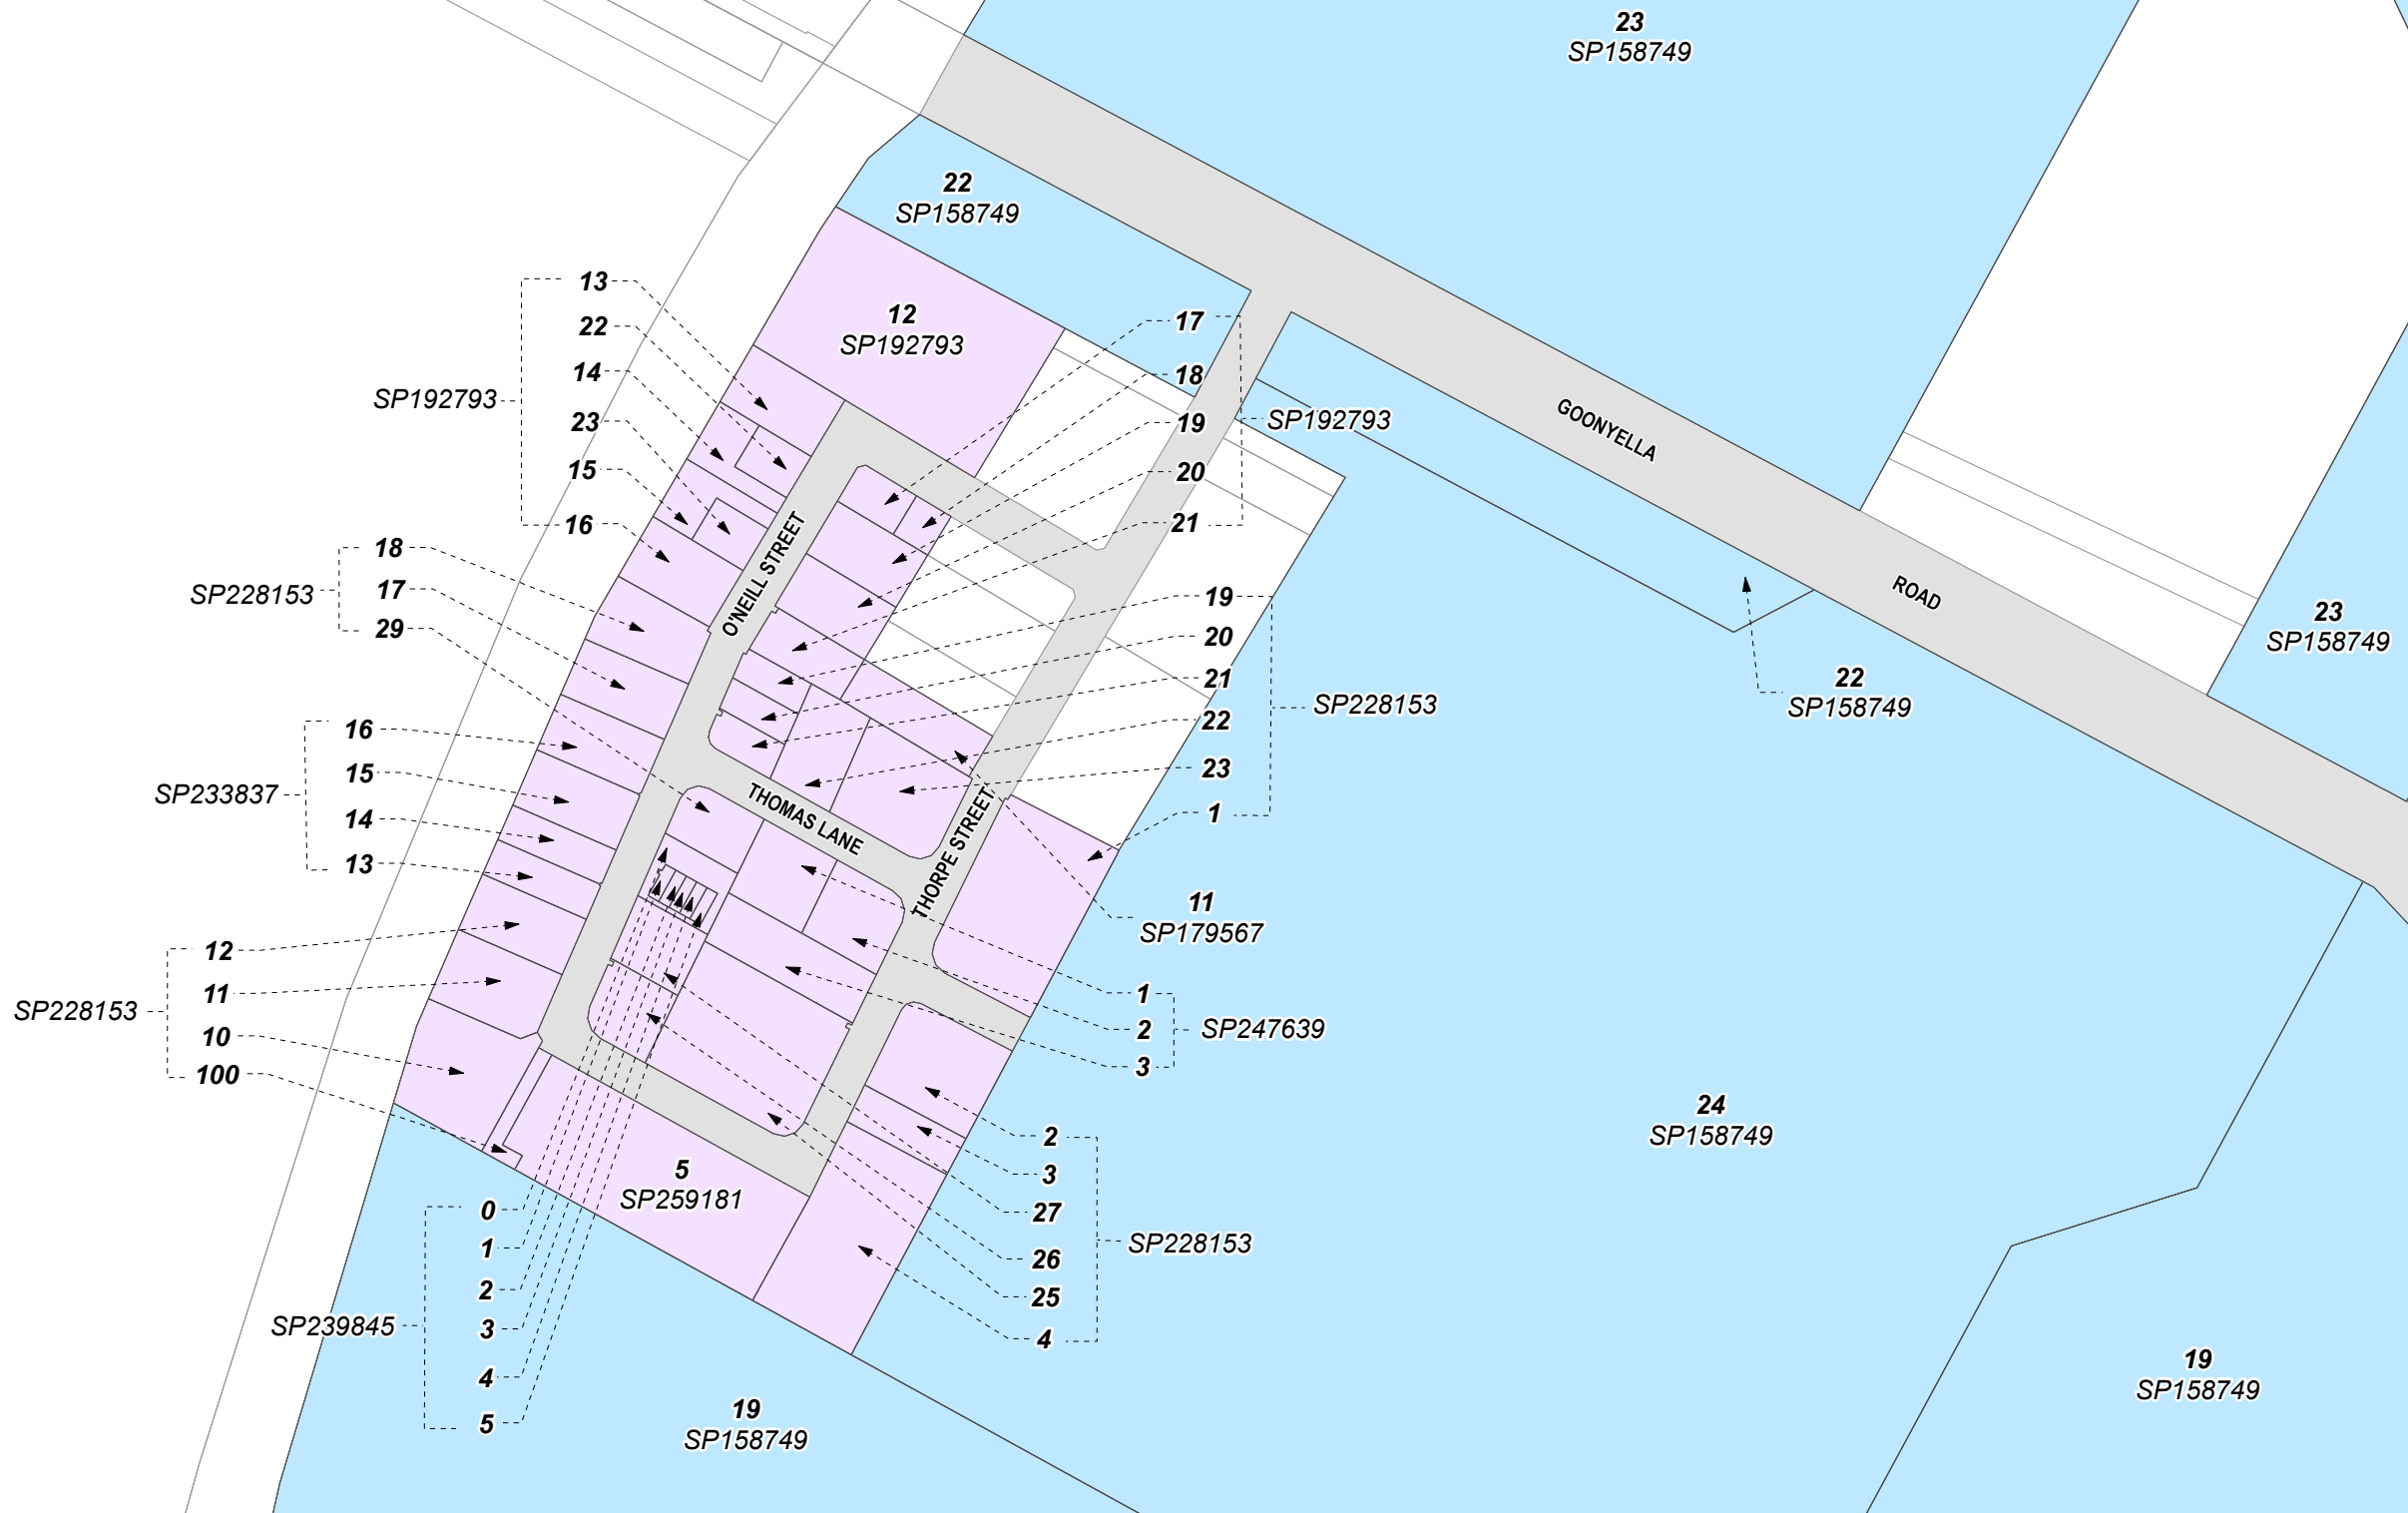 23
SP158749
22
SP158749
13
22
14
23
15
16
SP192793
12
SP192793
17
18
19
20
21
SP192793
GOONYELLA
ROAD
23
SP158749
22
SP158749
18
17
29
SP228153
O'NEILL STREET
19
20
21
22
23
1
SP228153
16
15
14
13
SP233837
THOMAS LANE
THORPE STREET
11
SP179567
12
11
10
100
SP228153
1
2
3
SP247639
24
SP158749
2
3
27
26
25
4
SP228153
5
SP259181
0
1
2
3
4
5
SP239845
19
SP158749
19
SP158749